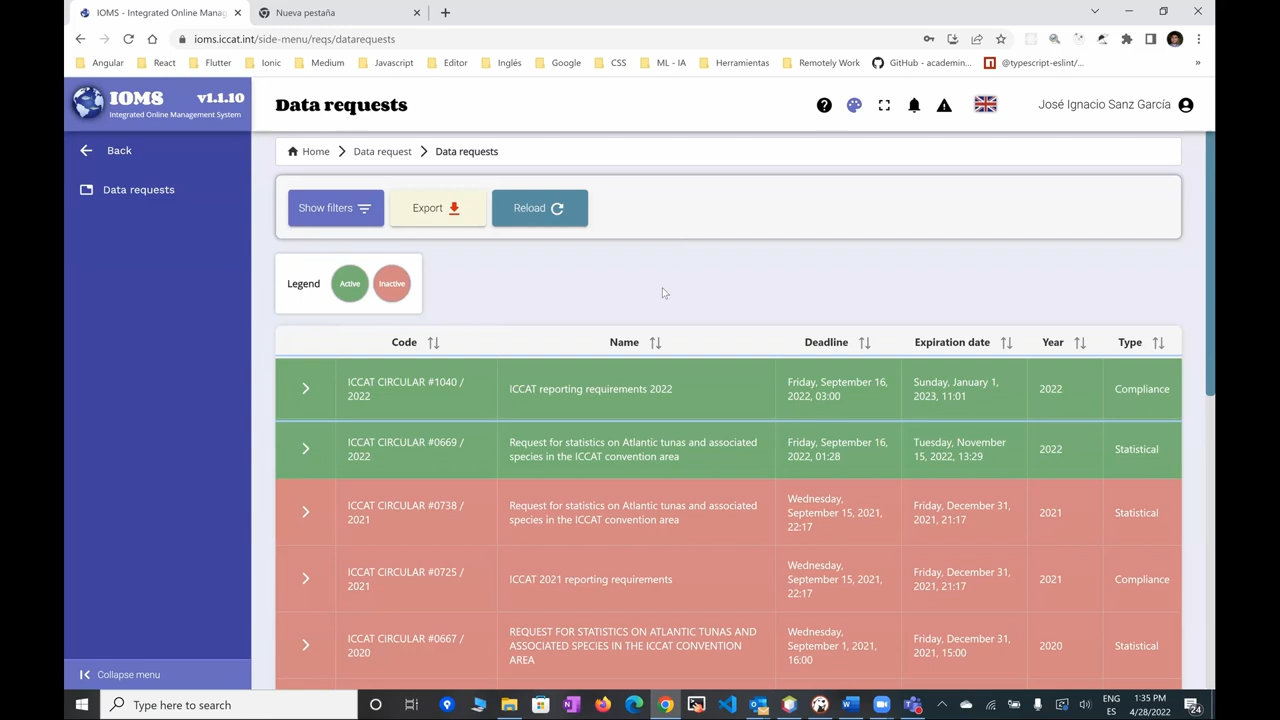 IOMS - Integrated Online Manag
Nueva pestaña
ioms.iccat.int/side-menu/reqs/datarequests
Angular
React
Flutter
Ionic
Medium
Javascript
Editor
Inglés
Google
CSS
ML - IA
Herramientas
Remotely Work
GitHub - academin...
@typescript-eslint/...
»
IOMS v1.1.10
Integrated Online Management System
Data requests
José Ignacio Sanz García
Back
Data requests
Home
Data request
Data requests
Show filters
Export
Reload
Legend
Active
Inactive
Code Name Deadline Expiration date Year Type
ICCAT CIRCULAR #1040 /
2022
ICCAT reporting requirements 2022
Friday, September 16,
2022, 03:00
Sunday, January 1,
2023, 11:01
2022
Compliance
ICCAT CIRCULAR #0669 /
2022
Request for statistics on Atlantic tunas and associated
species in the ICCAT convention area
Friday, September 16,
2022, 01:28
Tuesday, November
15, 2022, 13:29
2022
Statistical
ICCAT CIRCULAR #0738 /
2021
Request for statistics on Atlantic tunas and associated
species in the ICCAT convention area
Wednesday,
September 15, 2021,
22:17
Friday, December 31,
2021, 21:17
2021
Statistical
ICCAT CIRCULAR #0725 /
2021
ICCAT 2021 reporting requirements
Wednesday,
September 15, 2021,
22:17
Friday, December 31,
2021, 21:17
2021
Compliance
ICCAT CIRCULAR #0667 /
2020
REQUEST FOR STATISTICS ON ATLANTIC TUNAS AND
ASSOCIATED SPECIES IN THE ICCAT CONVENTION
AREA
Wednesday,
September 1, 2021,
16:00
Friday, December 31,
2021, 15:00
2020
Statistical
Collapse menu
Type here to search
ENG
ES
1:35 PM
4/28/2022
24